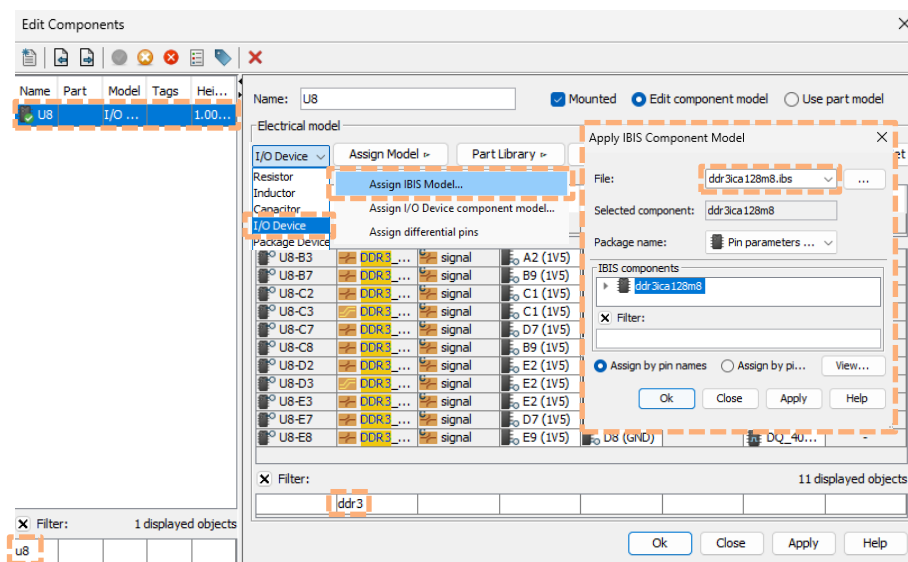 Edit Components
Name Part Model Tags Hei...
U8 I/O ... 1.00...
Name: U8 Mounted Edit component model Use part model
Electrical model
I/O Device Assign Model Part Library
Resistor
Inductor
Capacitor
I/O Device
Package Device
Assign IBIS Model...
Assign I/O Device component model...
Assign differential pins
U8-B3 DDR3_... signal A2 (1V5)
U8-B7 DDR3_... signal B9 (1V5)
U8-C2 DDR3_... signal C1 (1V5)
U8-C3 DDR3_... signal C1 (1V5)
U8-C7 DDR3_... signal D7 (1V5)
U8-C8 DDR3_... signal B9 (1V5)
U8-D2 DDR3_... signal E2 (1V5)
U8-D3 DDR3_... signal E2 (1V5)
U8-E3 DDR3_... signal E2 (1V5)
U8-E7 DDR3_... signal D7 (1V5)
U8-E8 DDR3_... signal E9 (1V5) D8 (GND) DQ_40... -
Apply IBIS Component Model
File: ddr3ica128m8.ibs ...
Selected component: ddr3ica128m8
Package name: Pin parameters ...
IBIS components
ddr3ica128m8
Filter:
Assign by pin names Assign by pi... View...
Ok Close Apply Help
Filter: 11 displayed objects
ddr3
Filter: 1 displayed objects
u8
Ok Close Apply Help